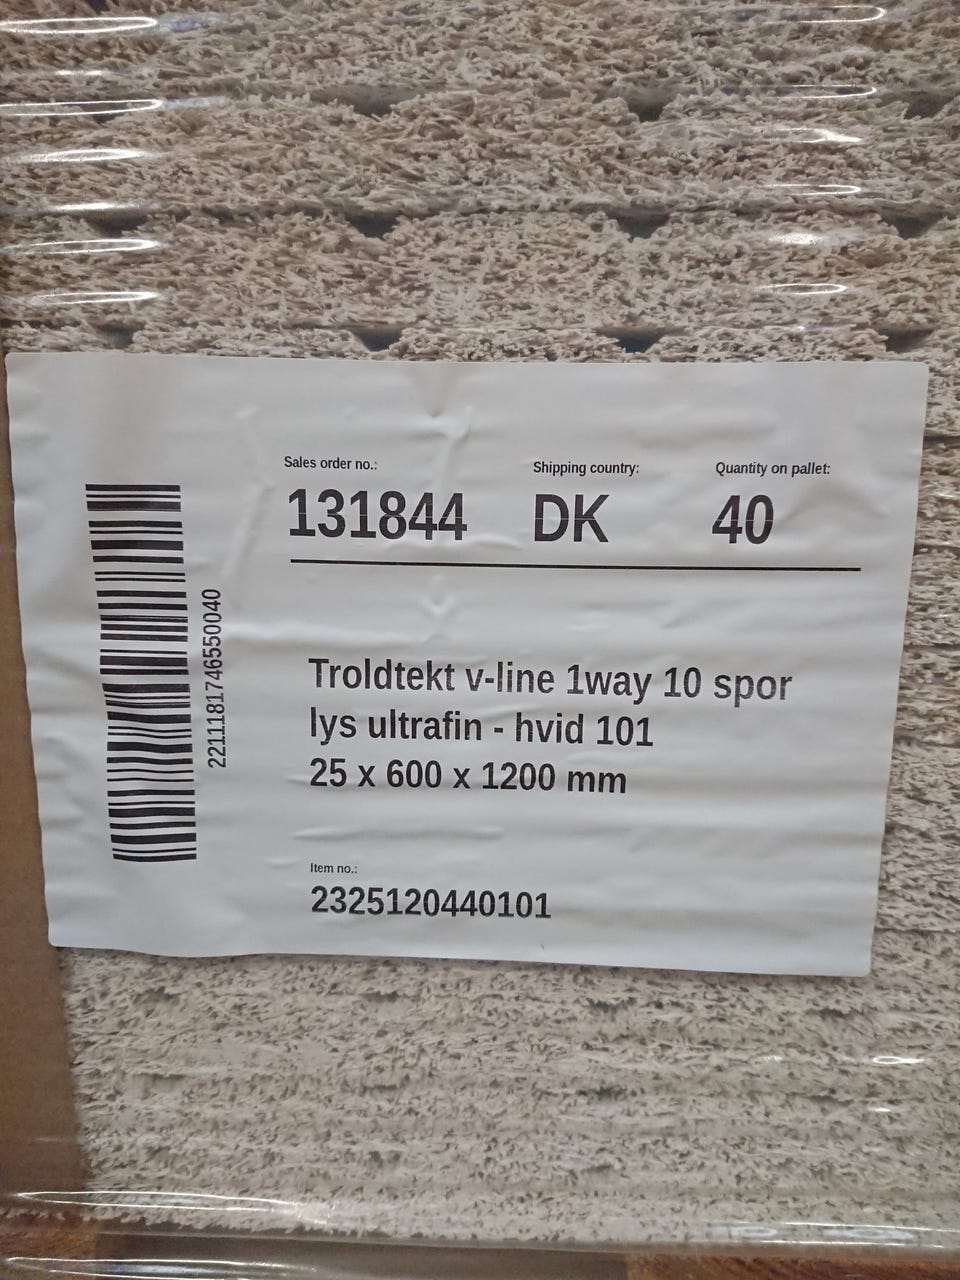 Sales order no.: Shipping country: Quantity on pallet:
131844 DK 40
2211181746550040
Troldtekt v-line 1way 10 spor
lys ultrafin - hvid 101
25 x 600 x 1200 mm
Item no.:
2325120440101